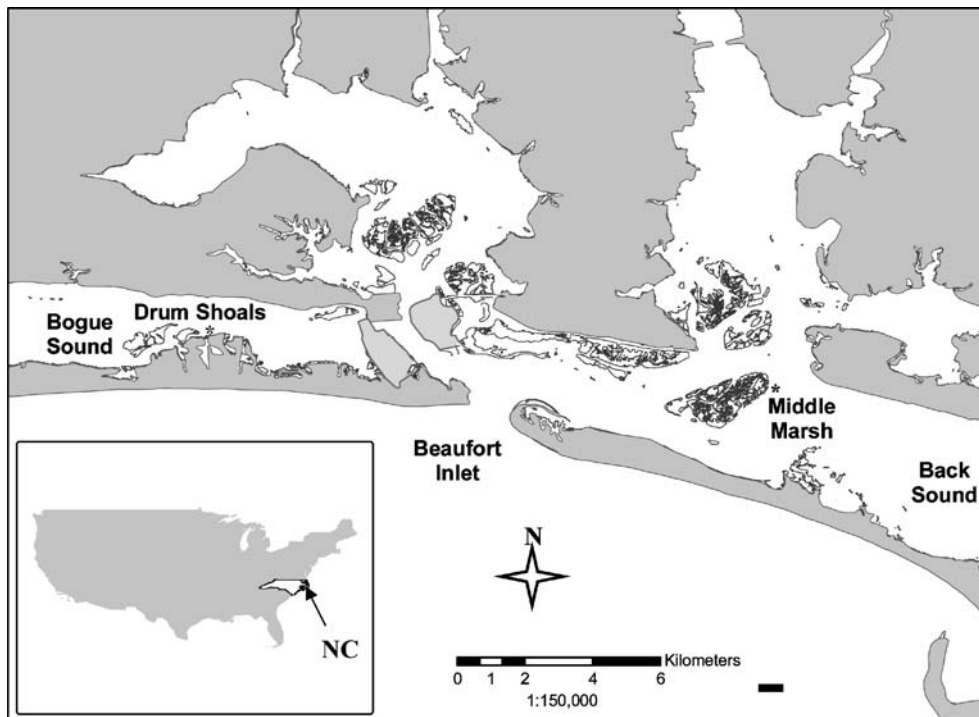 Bogue
Sound
Drum Shoals
*
*
Middle
Marsh
Beaufort
Inlet
Back
Sound
N
NC
Kilometers
0 1 2 4 6
1:150,000